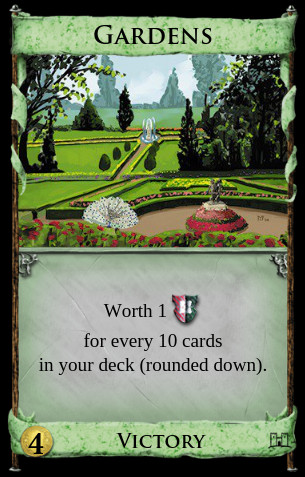 GARDENS
Worth 1
for every 10 cards
in your deck (rounded down).
4
VICTORY